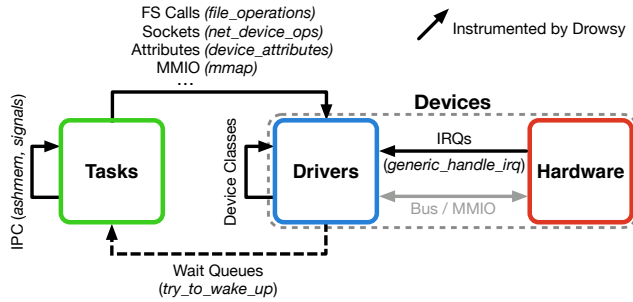 FS Calls (file_operations)
Sockets (net_device_ops)
Attributes (device_attributes)
MMIO (mmap)
...
Instrumented by Drowsy
Devices
IPC (ashmem, signals)
Tasks
Device Classes
Drivers
IRQs
(generic_handle_irq)
Bus / MMIO
Hardware
Wait Queues
(try_to_wake_up)